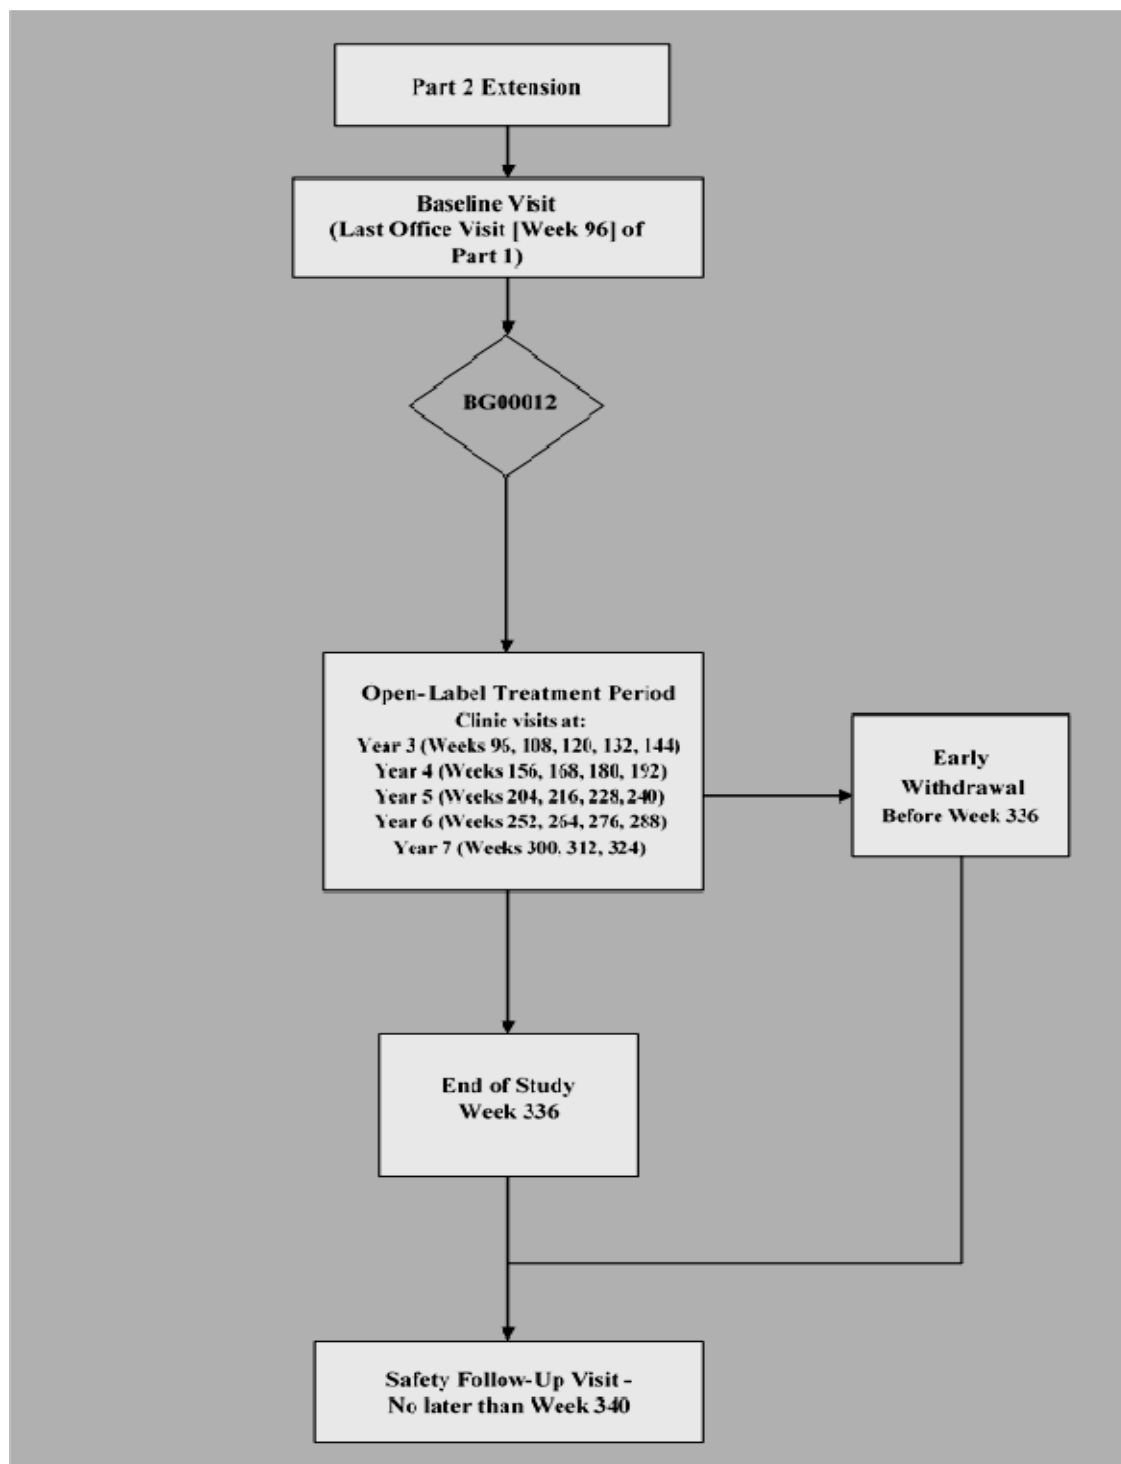 Part 2 Extension
Baseline Visit
(Last Office Visit [Week 96] of
Part 1)
BG00012
Open-Label Treatment Period
Clinic visits at:
Year 3 (Weeks 96, 108, 120, 132, 144)
Year 4 (Weeks 156, 168, 180, 192)
Year 5 (Weeks 204, 216, 228,240)
Year 6 (Weeks 252, 264, 276, 288)
Year 7 (Weeks 300, 312, 324)
Early
Withdrawal
Before Week 336
End of Study
Week 336
Safety Follow-Up Visit -
No later than Week 340